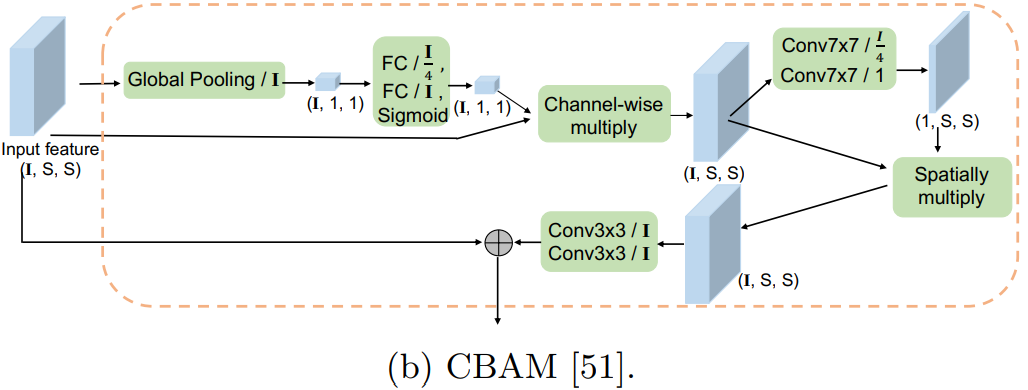 Input feature
(I, S, S)
Global Pooling / I
(I, 1, 1)
FC / I/4 ,
FC / I ,
Sigmoid
(I, 1, 1)
Channel-wise
multiply
(I, S, S)
Conv7x7 / I/4
Conv7x7 / 1
(1, S, S)
Spatially
multiply
(I, S, S)
Conv3x3 / I
Conv3x3 / I
(b) CBAM [51].